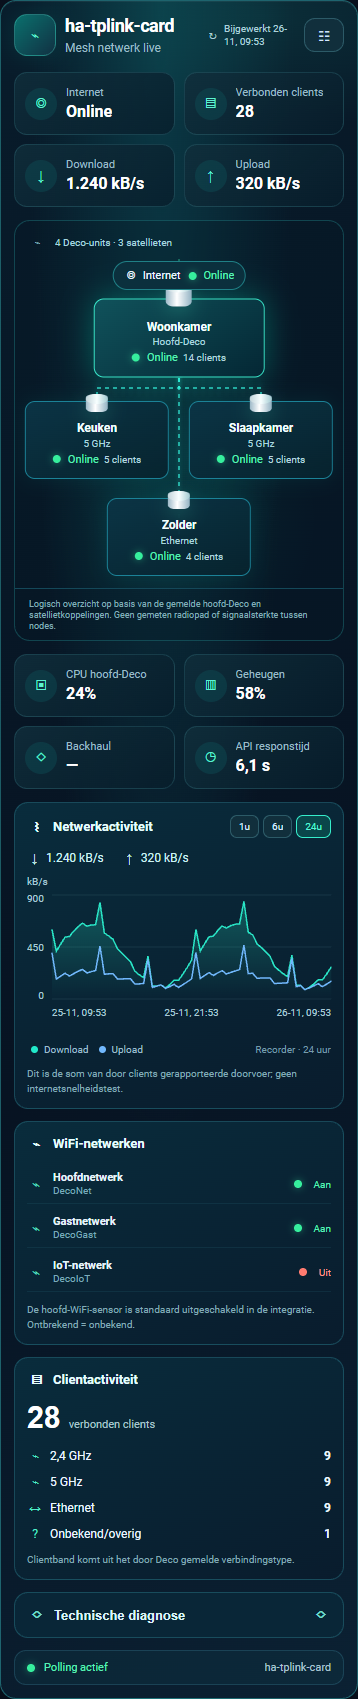 ha-tplink-card
Mesh netwerk live
Bijgewerkt 26-
11, 09:53
Internet
Online
Verbonden clients
28
Download
1.240 kB/s
Upload
320 kB/s
4 Deco-units · 3 satellieten
Internet Online
Woonkamer
Hoofd-Deco
Online 14 clients
Keuken
5 GHz
Online 5 clients
Slaapkamer
5 GHz
Online 5 clients
Zolder
Ethernet
Online 4 clients
Logisch overzicht op basis van de gemelde hoofd-Deco en
satellietkoppelingen. Geen gemeten radiopad of signaalsterkte tussen
nodes.
CPU hoofd-Deco
24%
Geheugen
58%
Backhaul
—
API responstijd
6,1 s
Netwerkactiviteit
1u 6u 24u
↓ 1.240 kB/s ↑ 320 kB/s
kB/s
900
450
0
25-11, 09:53 25-11, 21:53 26-11, 09:53
Download Upload Recorder · 24 uur
Dit is de som van door clients gerapporteerde doorvoer; geen
internetsnelheidstest.
WiFi-netwerken
Hoofdnetwerk
DecoNet
Aan
Gastnetwerk
DecoGast
Aan
IoT-netwerk
DecoIoT
Uit
De hoofd-WiFi-sensor is standaard uitgeschakeld in de integratie.
Ontbrekend = onbekend.
Clientactiviteit
28 verbonden clients
2,4 GHz 9
5 GHz 9
Ethernet 9
? Onbekend/overig 1
Clientband komt uit het door Deco gemelde verbindingstype.
Technische diagnose
Polling actief ha-tplink-card